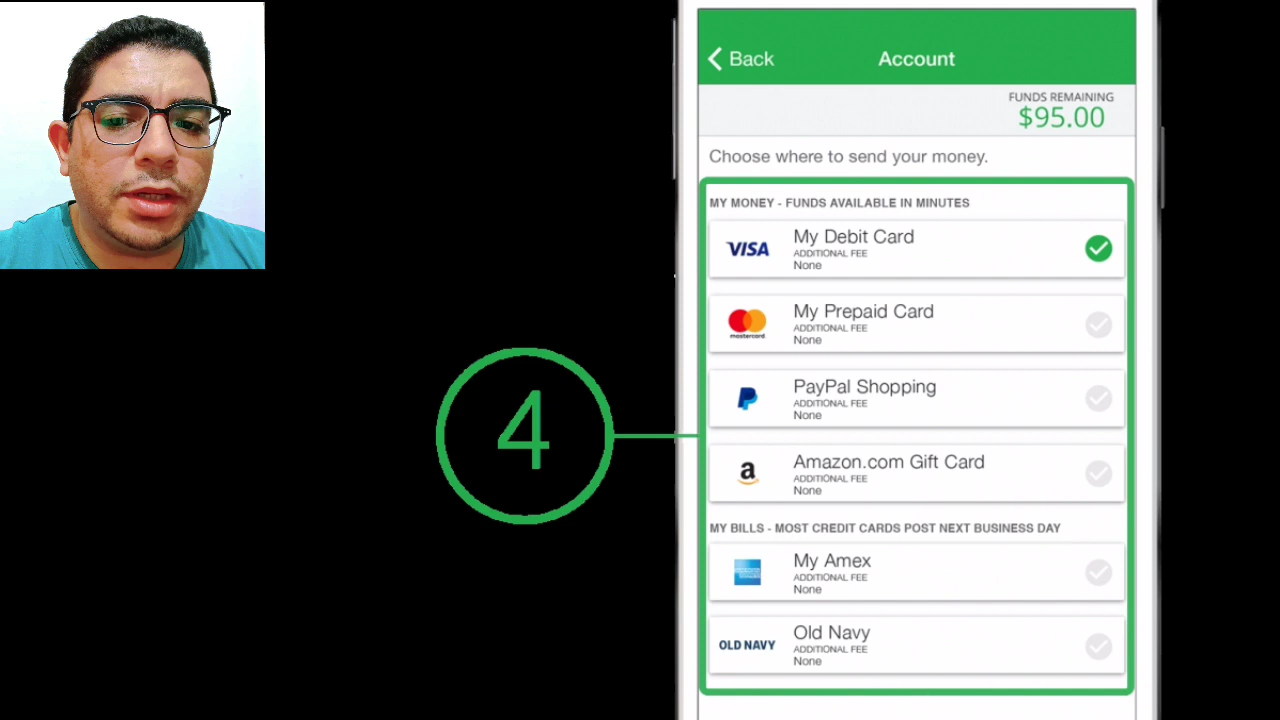 Back
Account
FUNDS REMAINING
$95.00
Choose where to send your money.
MY MONEY - FUNDS AVAILABLE IN MINUTES
VISA
My Debit Card
ADDITIONAL FEE
None
mastercard
My Prepaid Card
ADDITIONAL FEE
None
PayPal Shopping
ADDITIONAL FEE
None
4
a
Amazon.com Gift Card
ADDITIONAL FEE
None
MY BILLS - MOST CREDIT CARDS POST NEXT BUSINESS DAY
My Amex
ADDITIONAL FEE
None
OLD NAVY
Old Navy
ADDITIONAL FEE
None